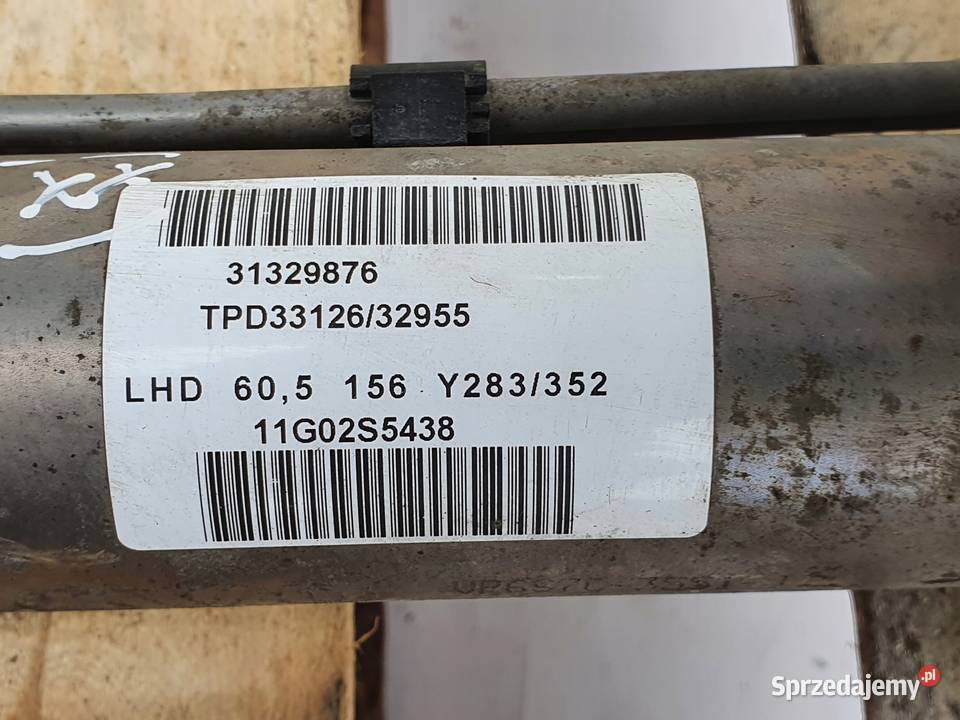 31329876
TPD33126/32955
LHD 60,5 156 Y283/352
11G02S5438
Sprzedajemy.pl